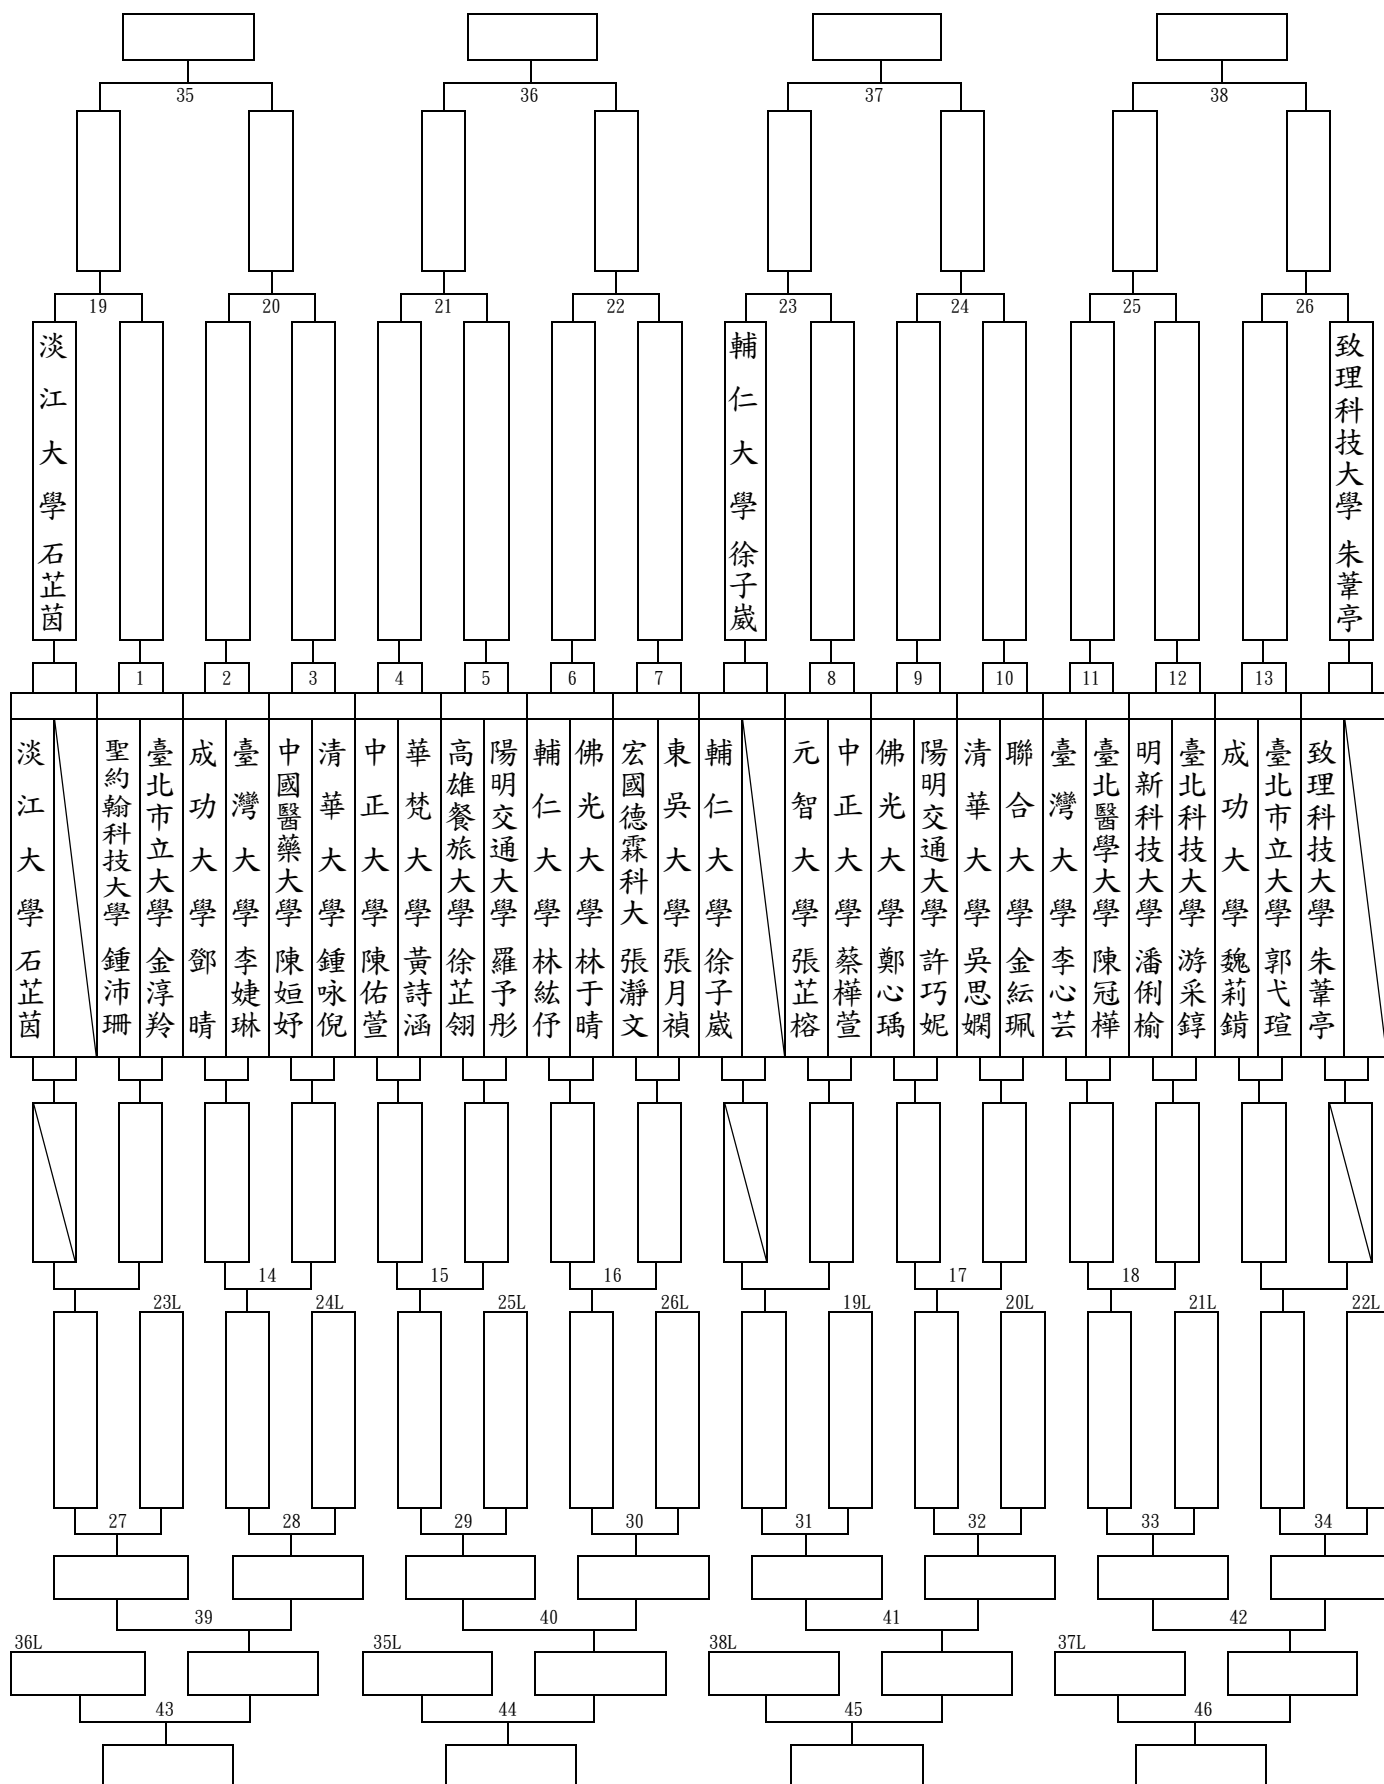 35 36 37 38
19 20 21 22 23 24 25 26
淡江大學 石芷茵
輔仁大學 徐子崴
致理科技大學 朱葦亭
1 2 3 4 5 6 7 8 9 10 11 12 13
淡江大學 石芷茵
聖約翰科技大學 鍾沛珊
臺北市立大學 金淳羚
成功大學 鄧晴
臺灣大學 李婕琳
中國醫藥大學 陳姮妤
清華大學 鍾咏倪
中正大學 陳佑萱
華梵大學 黃詩涵
高雄餐旅大學 徐芷翎
陽明交通大學 羅予彤
輔仁大學 林紘伃
佛光大學 林于晴
宏國德霖科大 張瀞文
東吳大學 張月禎
輔仁大學 徐子崴
元智大學 張芷榕
中正大學 蔡樺萱
佛光大學 鄭心瑀
陽明交通大學 許巧妮
清華大學 吳思嫻
聯合大學 金紜珮
臺灣大學 李心芸
臺北醫學大學 陳冠樺
明新科技大學 潘俐榆
臺北科技大學 游采錞
成功大學 魏莉錥
臺北市立大學 郭弋瑄
致理科技大學 朱葦亭
14 15 16 17 18
23L 24L 25L 26L 19L 20L 21L 22L
27 28 29 30 31 32 33 34
39 40 41 42
36L 35L 38L 37L
43 44 45 46